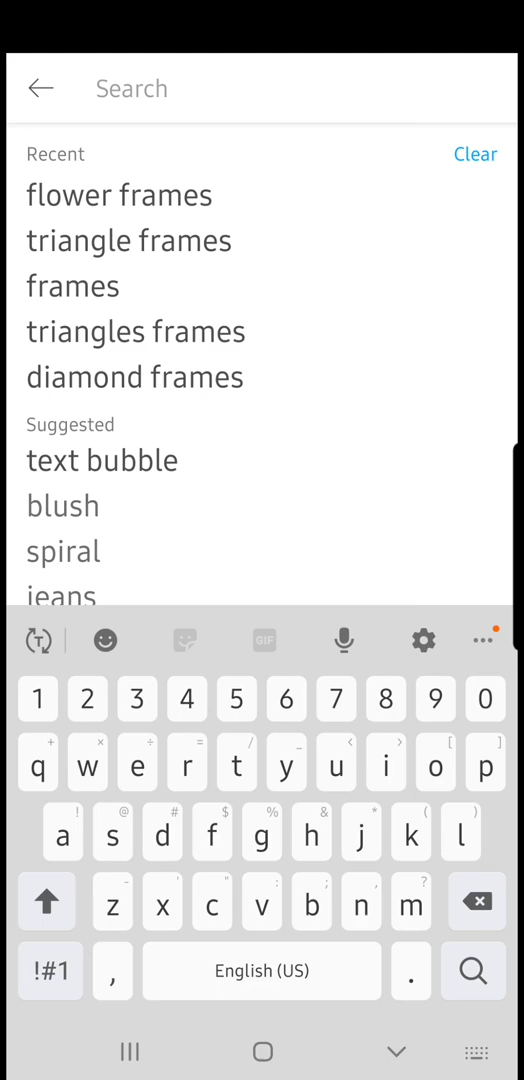 Search
Recent Clear
flower frames
triangle frames
frames
triangles frames
diamond frames
Suggested
text bubble
blush
spiral
jeans
T GIF
1 2 3 4 5 6 7 8 9 0
+ × ÷ = / _ < > [ ]
q w e r t y u i o p
! @ # $ % & * ( )
a s d f g h j k l
- ' " : ; , ?
z x c v b n m
!#1 , English (US) .